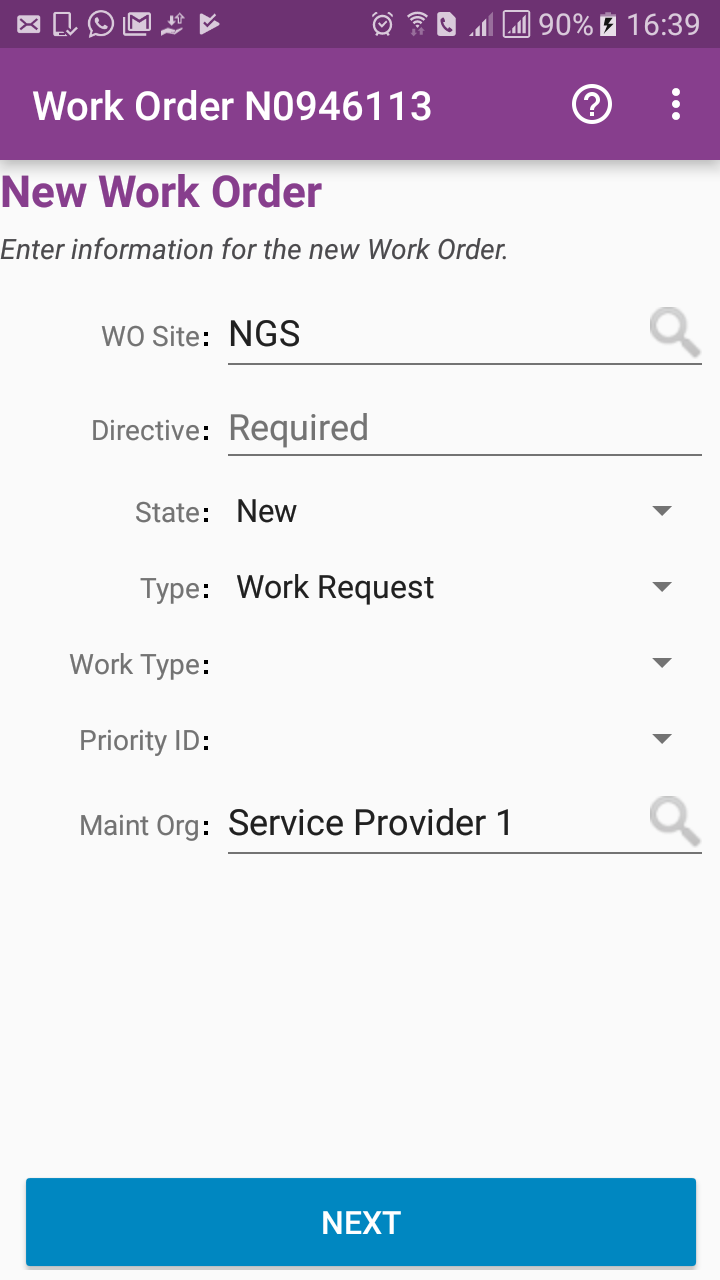 90% 16:39
Work Order N0946113
New Work Order
Enter information for the new Work Order.
WO Site: NGS
Directive: Required
State: New
Type: Work Request
Work Type:
Priority ID:
Maint Org: Service Provider 1
NEXT